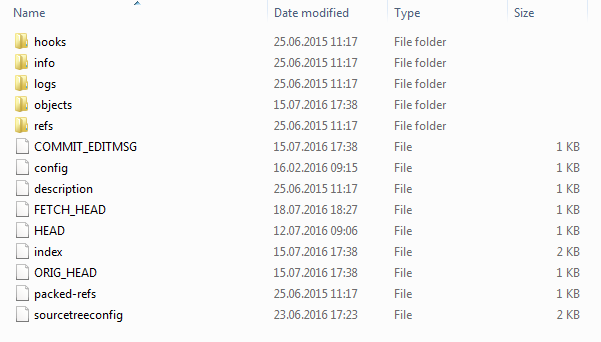 Name Date modified Type Size
hooks 25.06.2015 11:17 File folder
info 25.06.2015 11:17 File folder
logs 25.06.2015 11:17 File folder
objects 15.07.2016 17:38 File folder
refs 25.06.2015 11:17 File folder
COMMIT_EDITMSG 15.07.2016 17:38 File 1 KB
config 16.02.2016 09:15 File 1 KB
description 25.06.2015 11:17 File 1 KB
FETCH_HEAD 18.07.2016 18:27 File 1 KB
HEAD 12.07.2016 09:06 File 1 KB
index 15.07.2016 17:38 File 2 KB
ORIG_HEAD 15.07.2016 17:38 File 1 KB
packed-refs 25.06.2015 11:17 File 1 KB
sourcetreeconfig 23.06.2016 17:23 File 2 KB